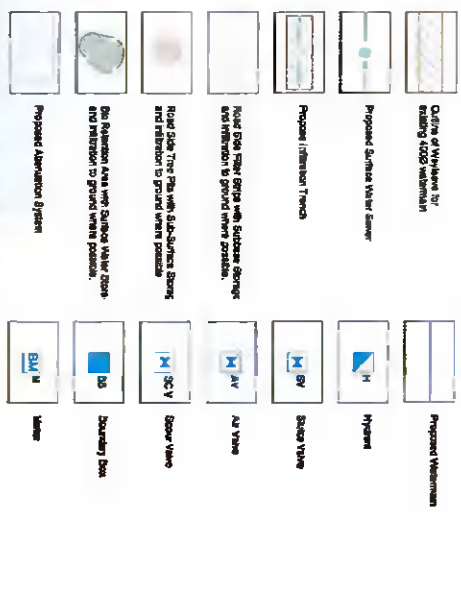 Outline of Wayleave for
existing 400Ø watermain
Proposed Surface Water Sewer
Propose Infiltration Trench
Road Side Filter Strips with Subbase Storage
and infiltration to ground where possible.
Road Side Tree Pits with Sub-Surface Storag
and infiltration to ground where possible
Bio Retention Area with Surface Water Stora
and infiltration to ground where possible.
Proposed Attenuation System
Proposed Watermain
H
Hydrant
SV
Sluice Valve
AV
Air Valve
SC V
Scour Valve
BB
Boundary Box
BM M
Meter